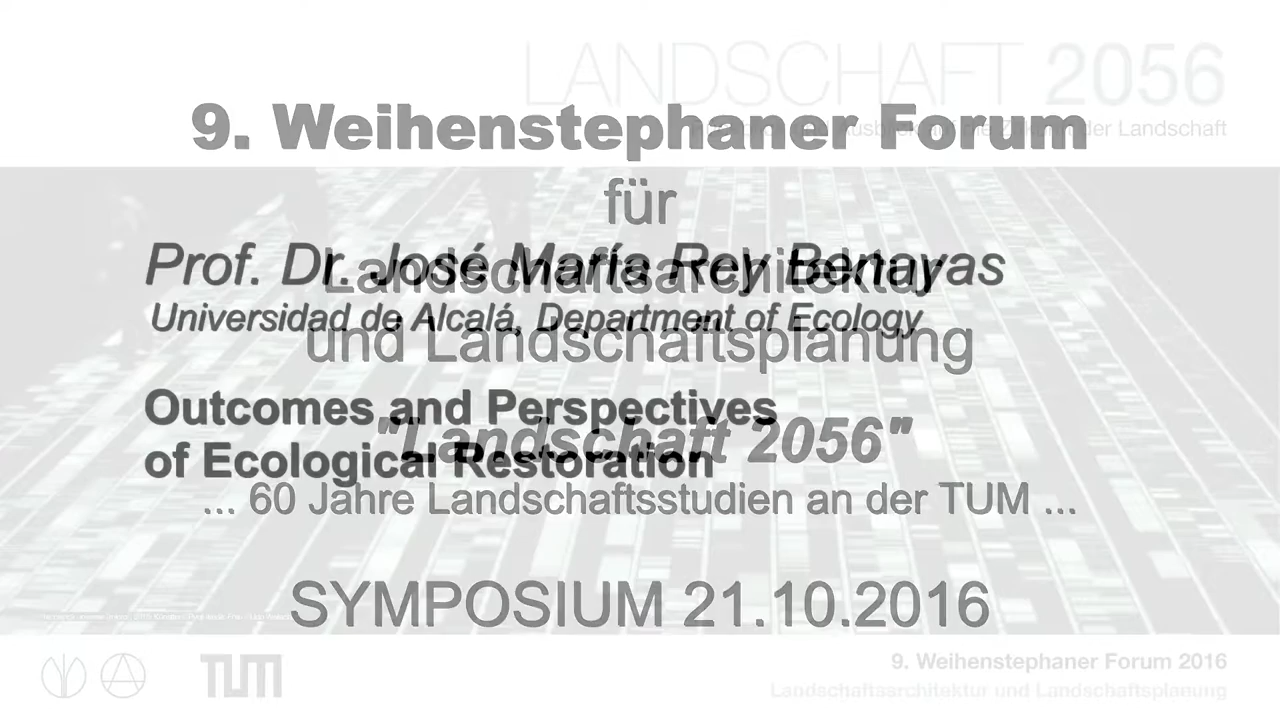 LANDSCHAFT 2056
der Landschaft
9. Weihenstephaner Forum
für
Landschaftsarchitektur
und Landschaftsplanung
"Landschaft 2056"
... 60 Jahre Landschaftsstudien an der TUM ...
SYMPOSIUM 21.10.2016
Prof. Dr. José María Rey Benayas
Universidad de Alcalá, Department of Ecology
Outcomes and Perspectives
of Ecological Restoration
TUM
9. Weihenstephaner Forum 2016
Landschaftsarchitektur und Landschaftsplanung